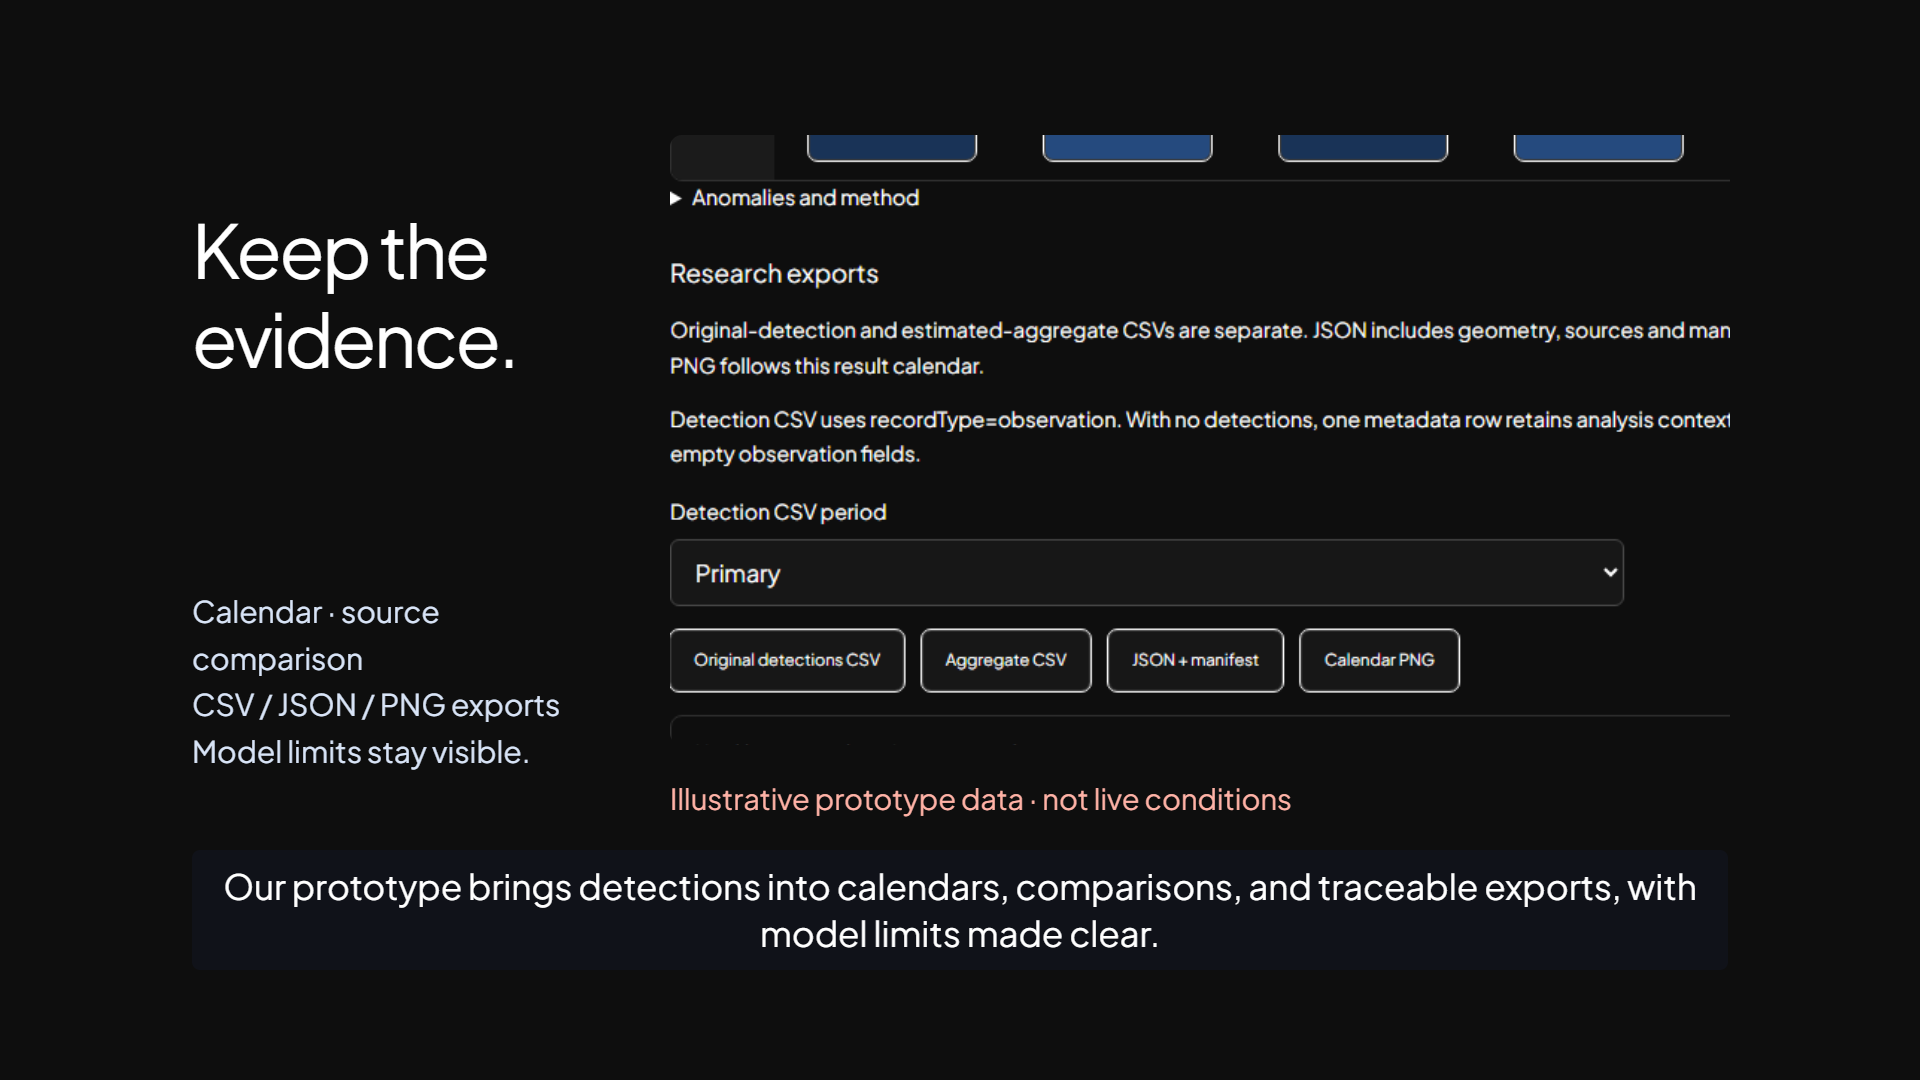 Keep the
evidence.
Calendar · source
comparison
CSV / JSON / PNG exports
Model limits stay visible.
▶ Anomalies and method
Research exports
Original-detection and estimated-aggregate CSVs are separate. JSON includes geometry, sources and man
PNG follows this result calendar.
Detection CSV uses recordType=observation. With no detections, one metadata row retains analysis context
empty observation fields.
Detection CSV period
Primary
Original detections CSV
Aggregate CSV
JSON + manifest
Calendar PNG
Illustrative prototype data · not live conditions
Our prototype brings detections into calendars, comparisons, and traceable exports, with
model limits made clear.